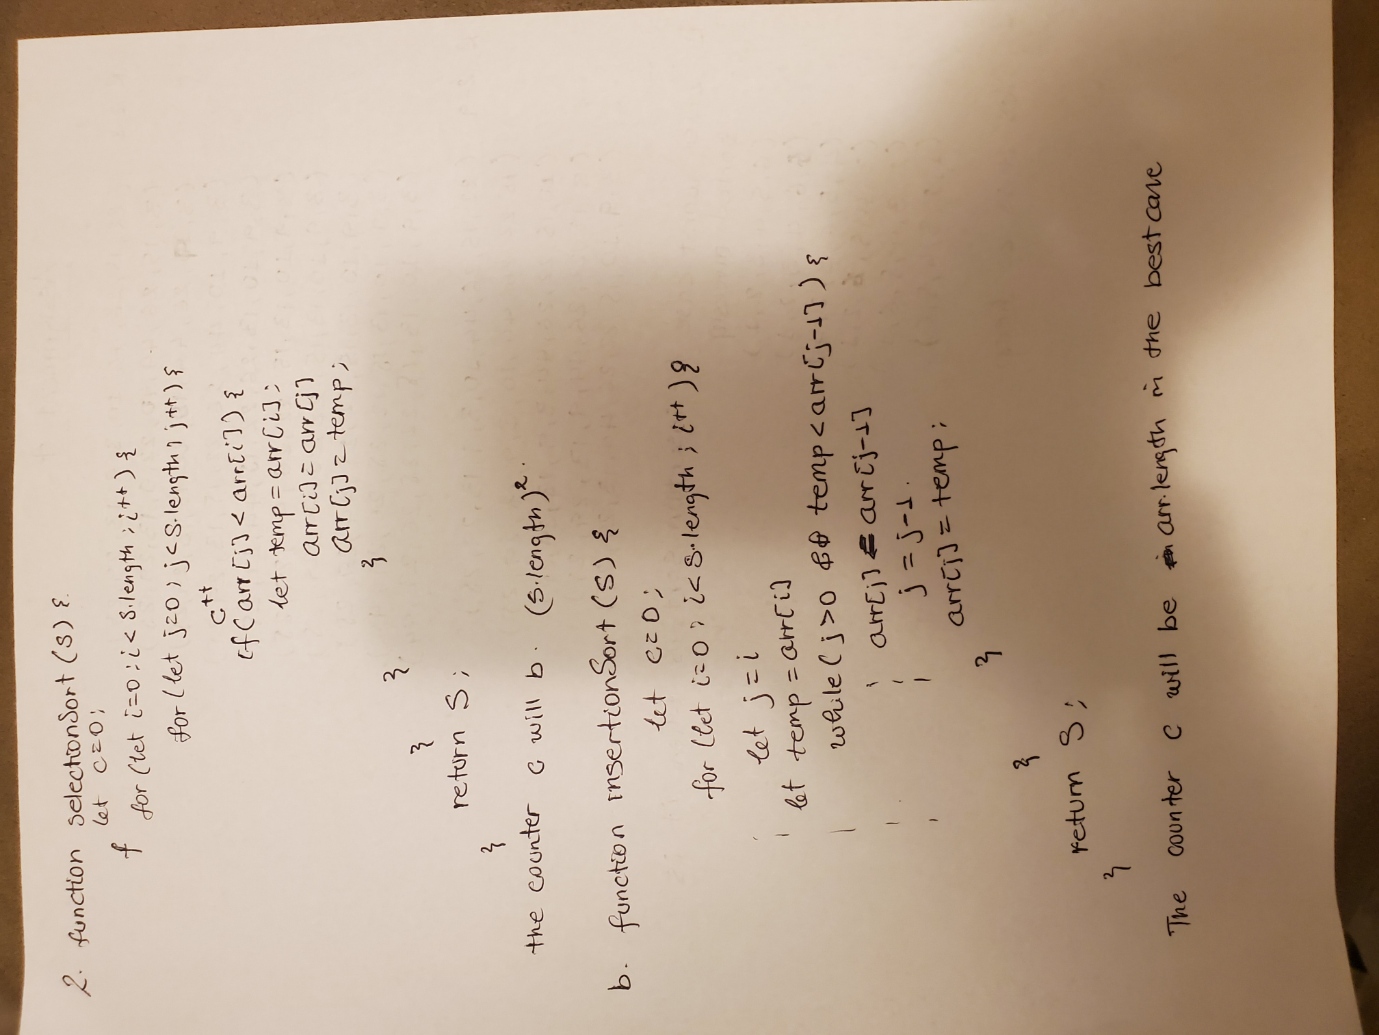 2. function selectionSort (S) {
let c=0;
f for (let i=0; i< S.length ; i++) {
for (let j=0 ; j<S.length ; j++) {
c++
if (arr[j] < arr[i]) {
let temp = arr[i];
arr[i] = arr[j]
arr[j] = temp ;
}
}
}
return S ;
}
the counter c will b. (s.length)².
b. function insertionSort (S) {
let c=0;
for (let i=0 ; i< S.length ; i++ ) {
let j = i
let temp = arr[i]
while ( j>0 && temp < arr[j-1] ) {
arr[j] = arr[j-1]
j = j-1.
arr[j] = temp ;
}
}
return S ;
}
The counter c will be arr.length in the best case